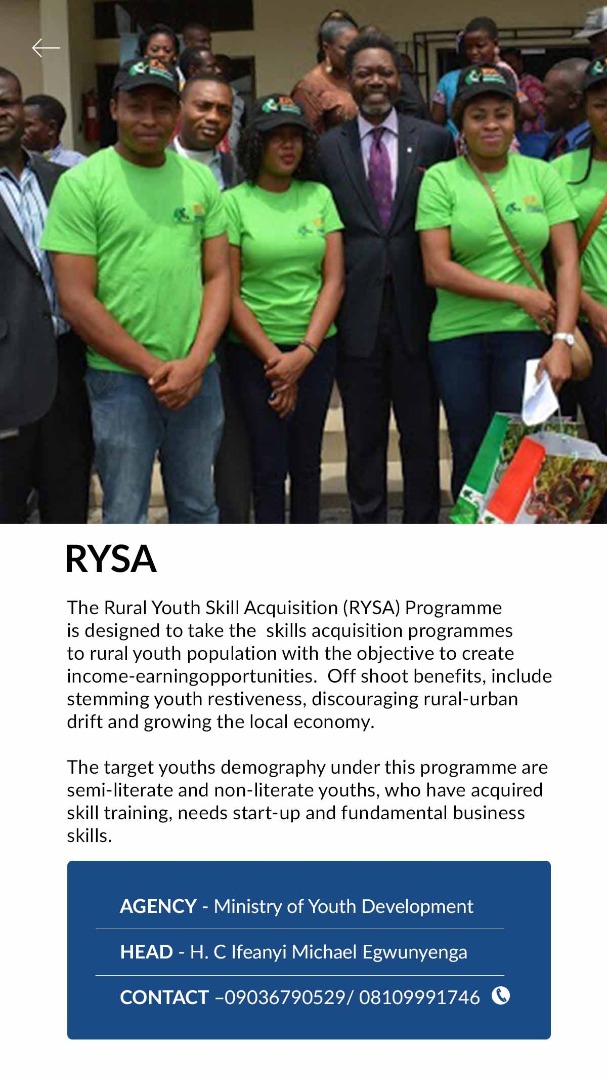 RYSA
The Rural Youth Skill Acquisition (RYSA) Programme
is designed to take the  skills acquisition programmes
to rural youth population with the objective to create
income-earningopportunities.  Off shoot benefits, include
stemming youth restiveness, discouraging rural-urban
drift and growing the local economy.
The target youths demography under this programme are
semi-literate and non-literate youths, who have acquired
skill training, needs start-up and fundamental business
skills.
AGENCY - Ministry of Youth Development
HEAD - H. C Ifeanyi Michael Egwunyenga
CONTACT –09036790529/ 08109991746